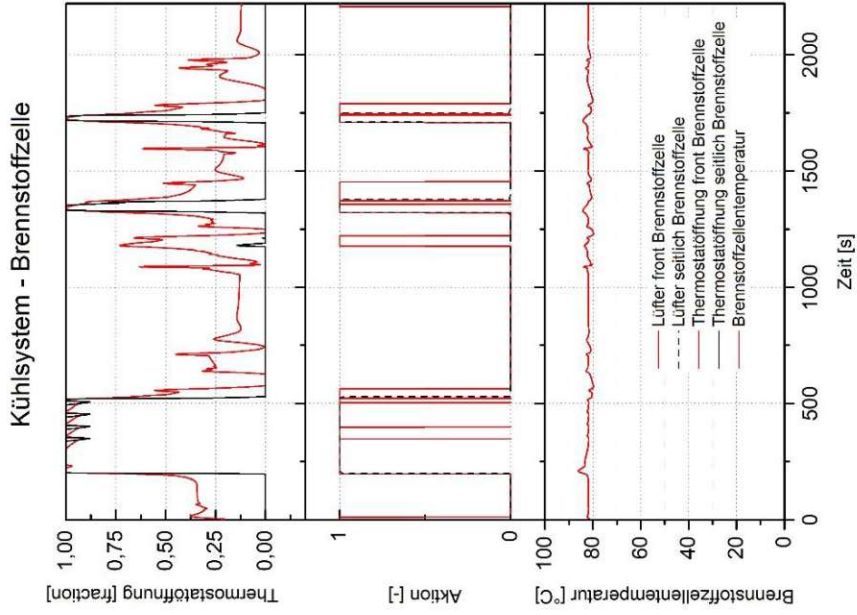 Kühlsystem - Brennstoffzelle
Thermostatöffnung [fraction]
1,00
0,75
0,50
0,25
0,00
Aktion [-]
1
0
Brennstoffzellentemperatur [°C]
100
80
60
40
20
0
Lüfter front Brennstoffzelle
Lüfter seitlich Brennstoffzelle
Thermostatöffnung front Brennstoffzelle
Thermostatöffnung seitlich Brennstoffzelle
Brennstoffzellentemperatur
0
500
1000
1500
2000
Zeit [s]